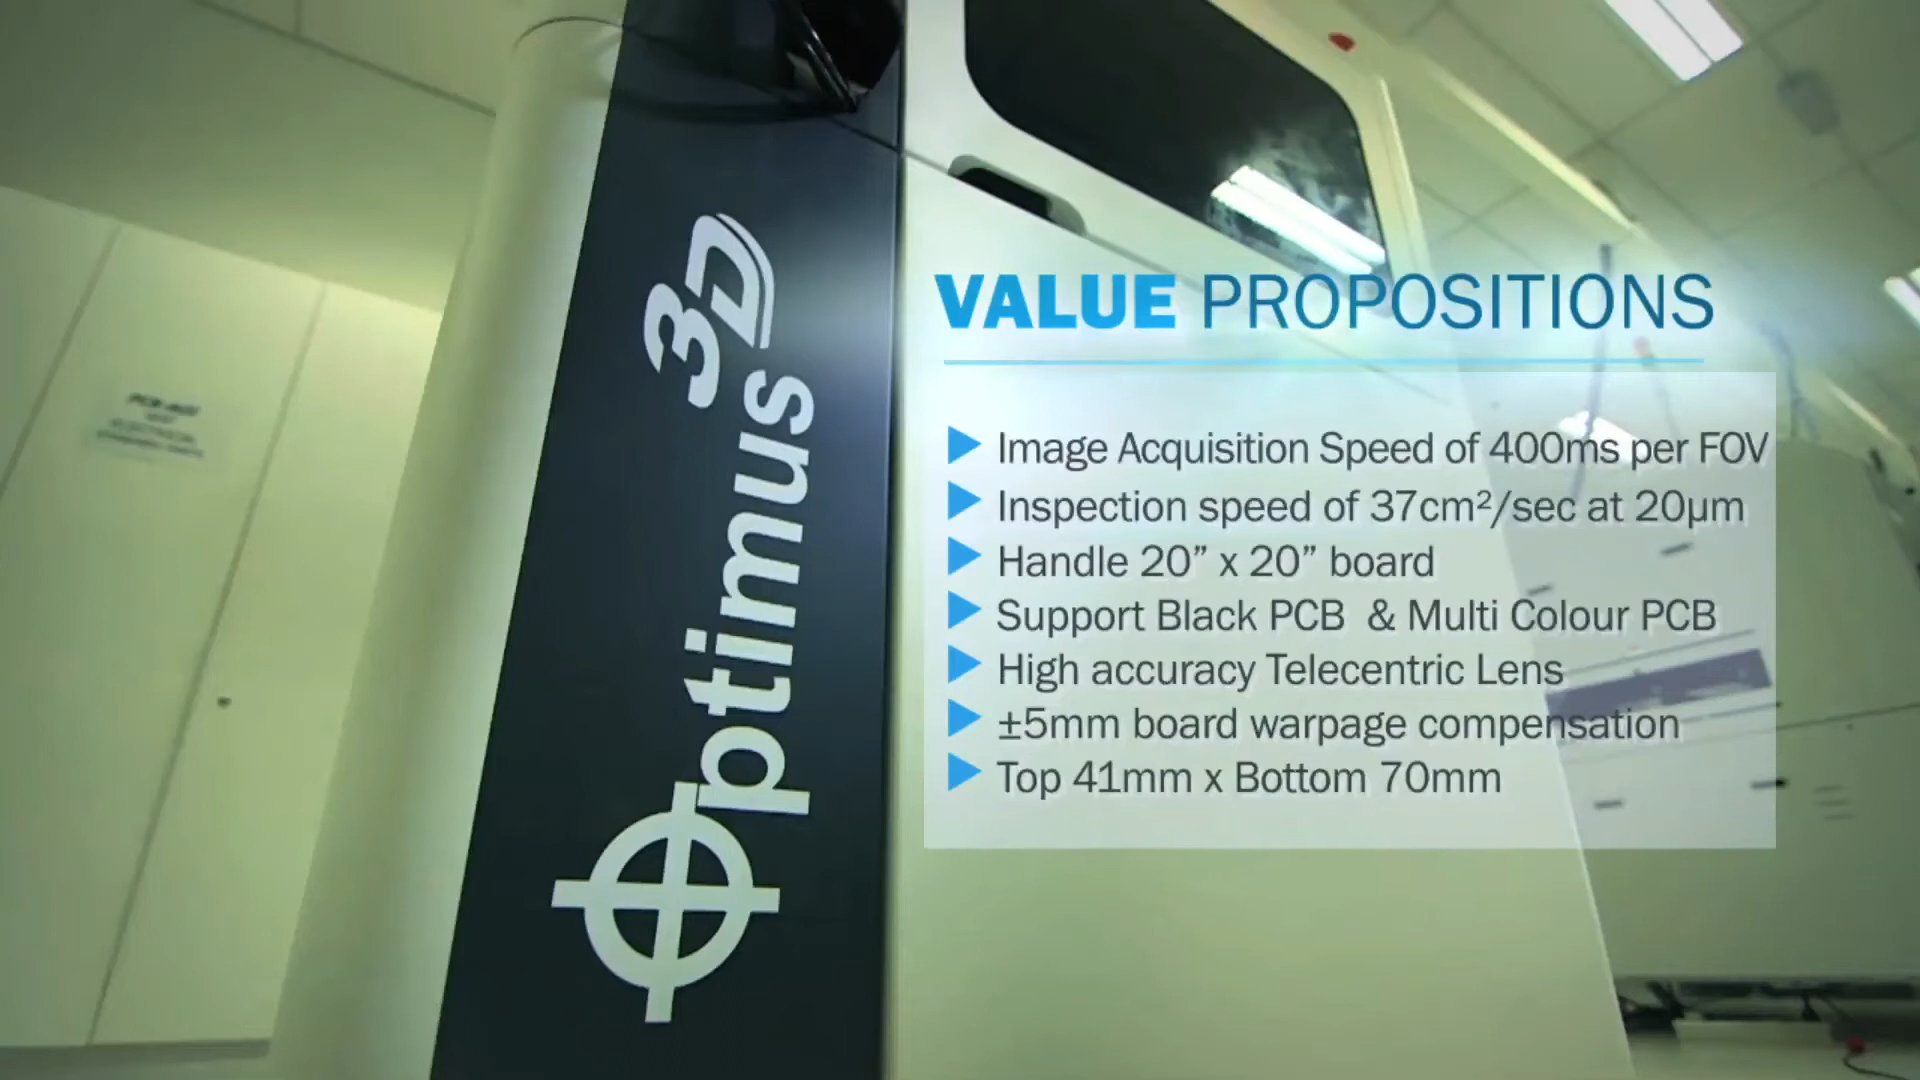 3D
Optimus
VALUE PROPOSITIONS
Image Acquisition Speed of 400ms per FOV
Inspection speed of 37cm²/sec at 20µm
Handle 20” x 20” board
Support Black PCB & Multi Colour PCB
High accuracy Telecentric Lens
±5mm board warpage compensation
Top 41mm x Bottom 70mm